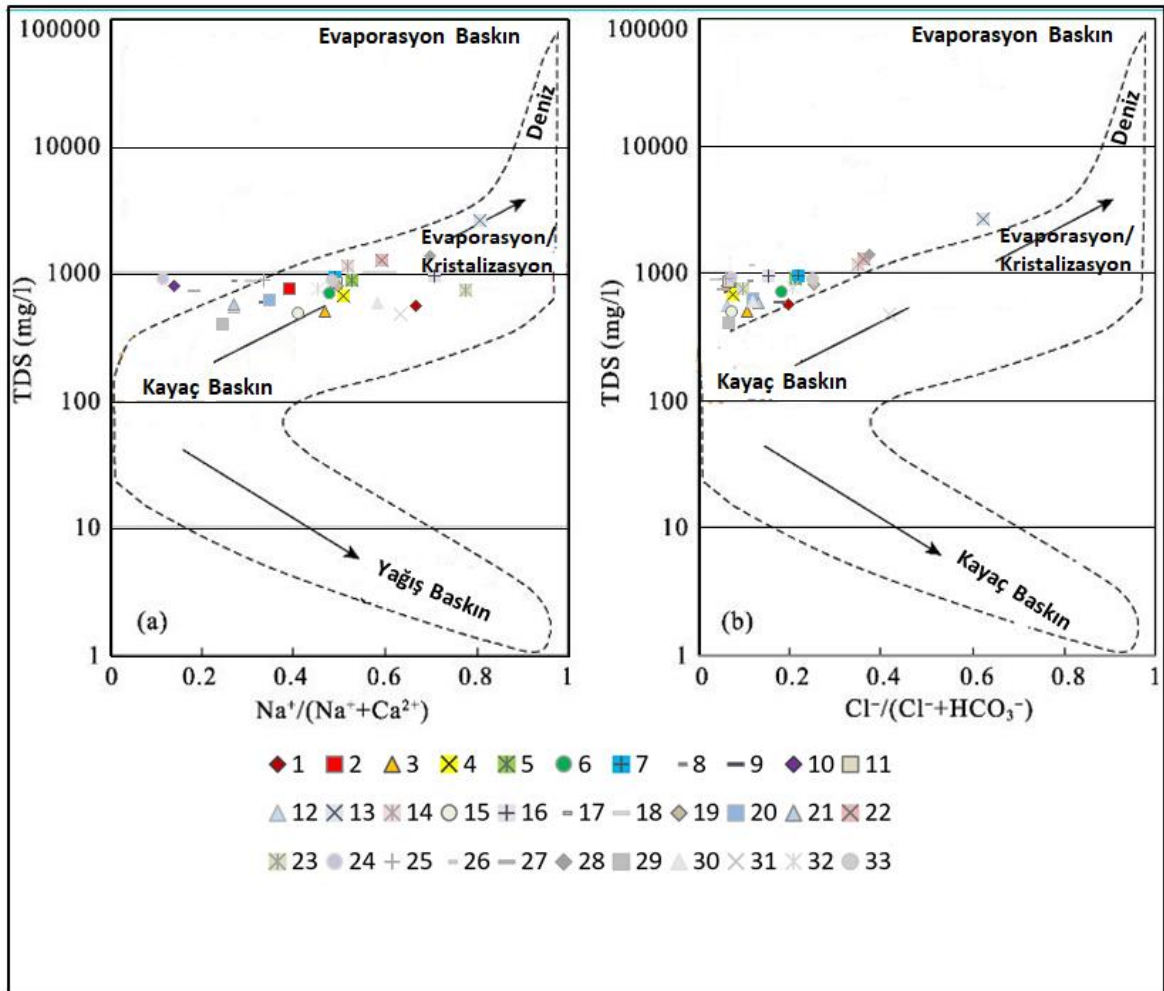 Evaporasyon Baskın
Deniz
Evaporasyon/
Kristalizasyon
Kayaç Baskın
Yağış Baskın
(a)
TDS (mg/l)
100000
10000
1000
100
10
1
0 0.2 0.4 0.6 0.8 1
Na⁺/(Na⁺+Ca²⁺)
Evaporasyon Baskın
Deniz
Evaporasyon/
Kristalizasyon
Kayaç Baskın
Kayaç Baskın
(b)
TDS (mg/l)
100000
10000
1000
100
10
1
0 0.2 0.4 0.6 0.8 1
Cl⁻/(Cl⁻+HCO₃⁻)
1 2 3 4 5 6 7 8 9 10 11
12 13 14 15 16 17 18 19 20 21 22
23 24 25 26 27 28 29 30 31 32 33